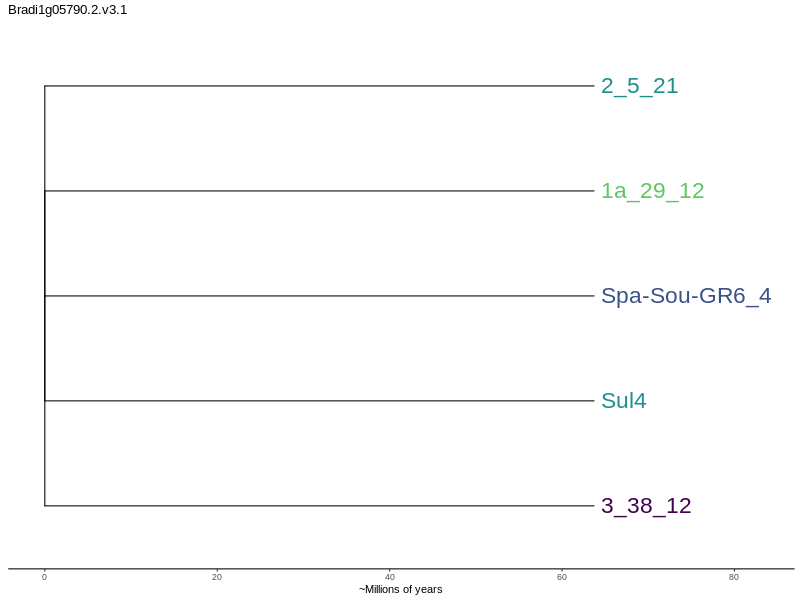 Bradi1g05790.2.v3.1
2_5_21
1a_29_12
Spa-Sou-GR6_4
Sul4
3_38_12
0 20 40 60 80
~Millions of years